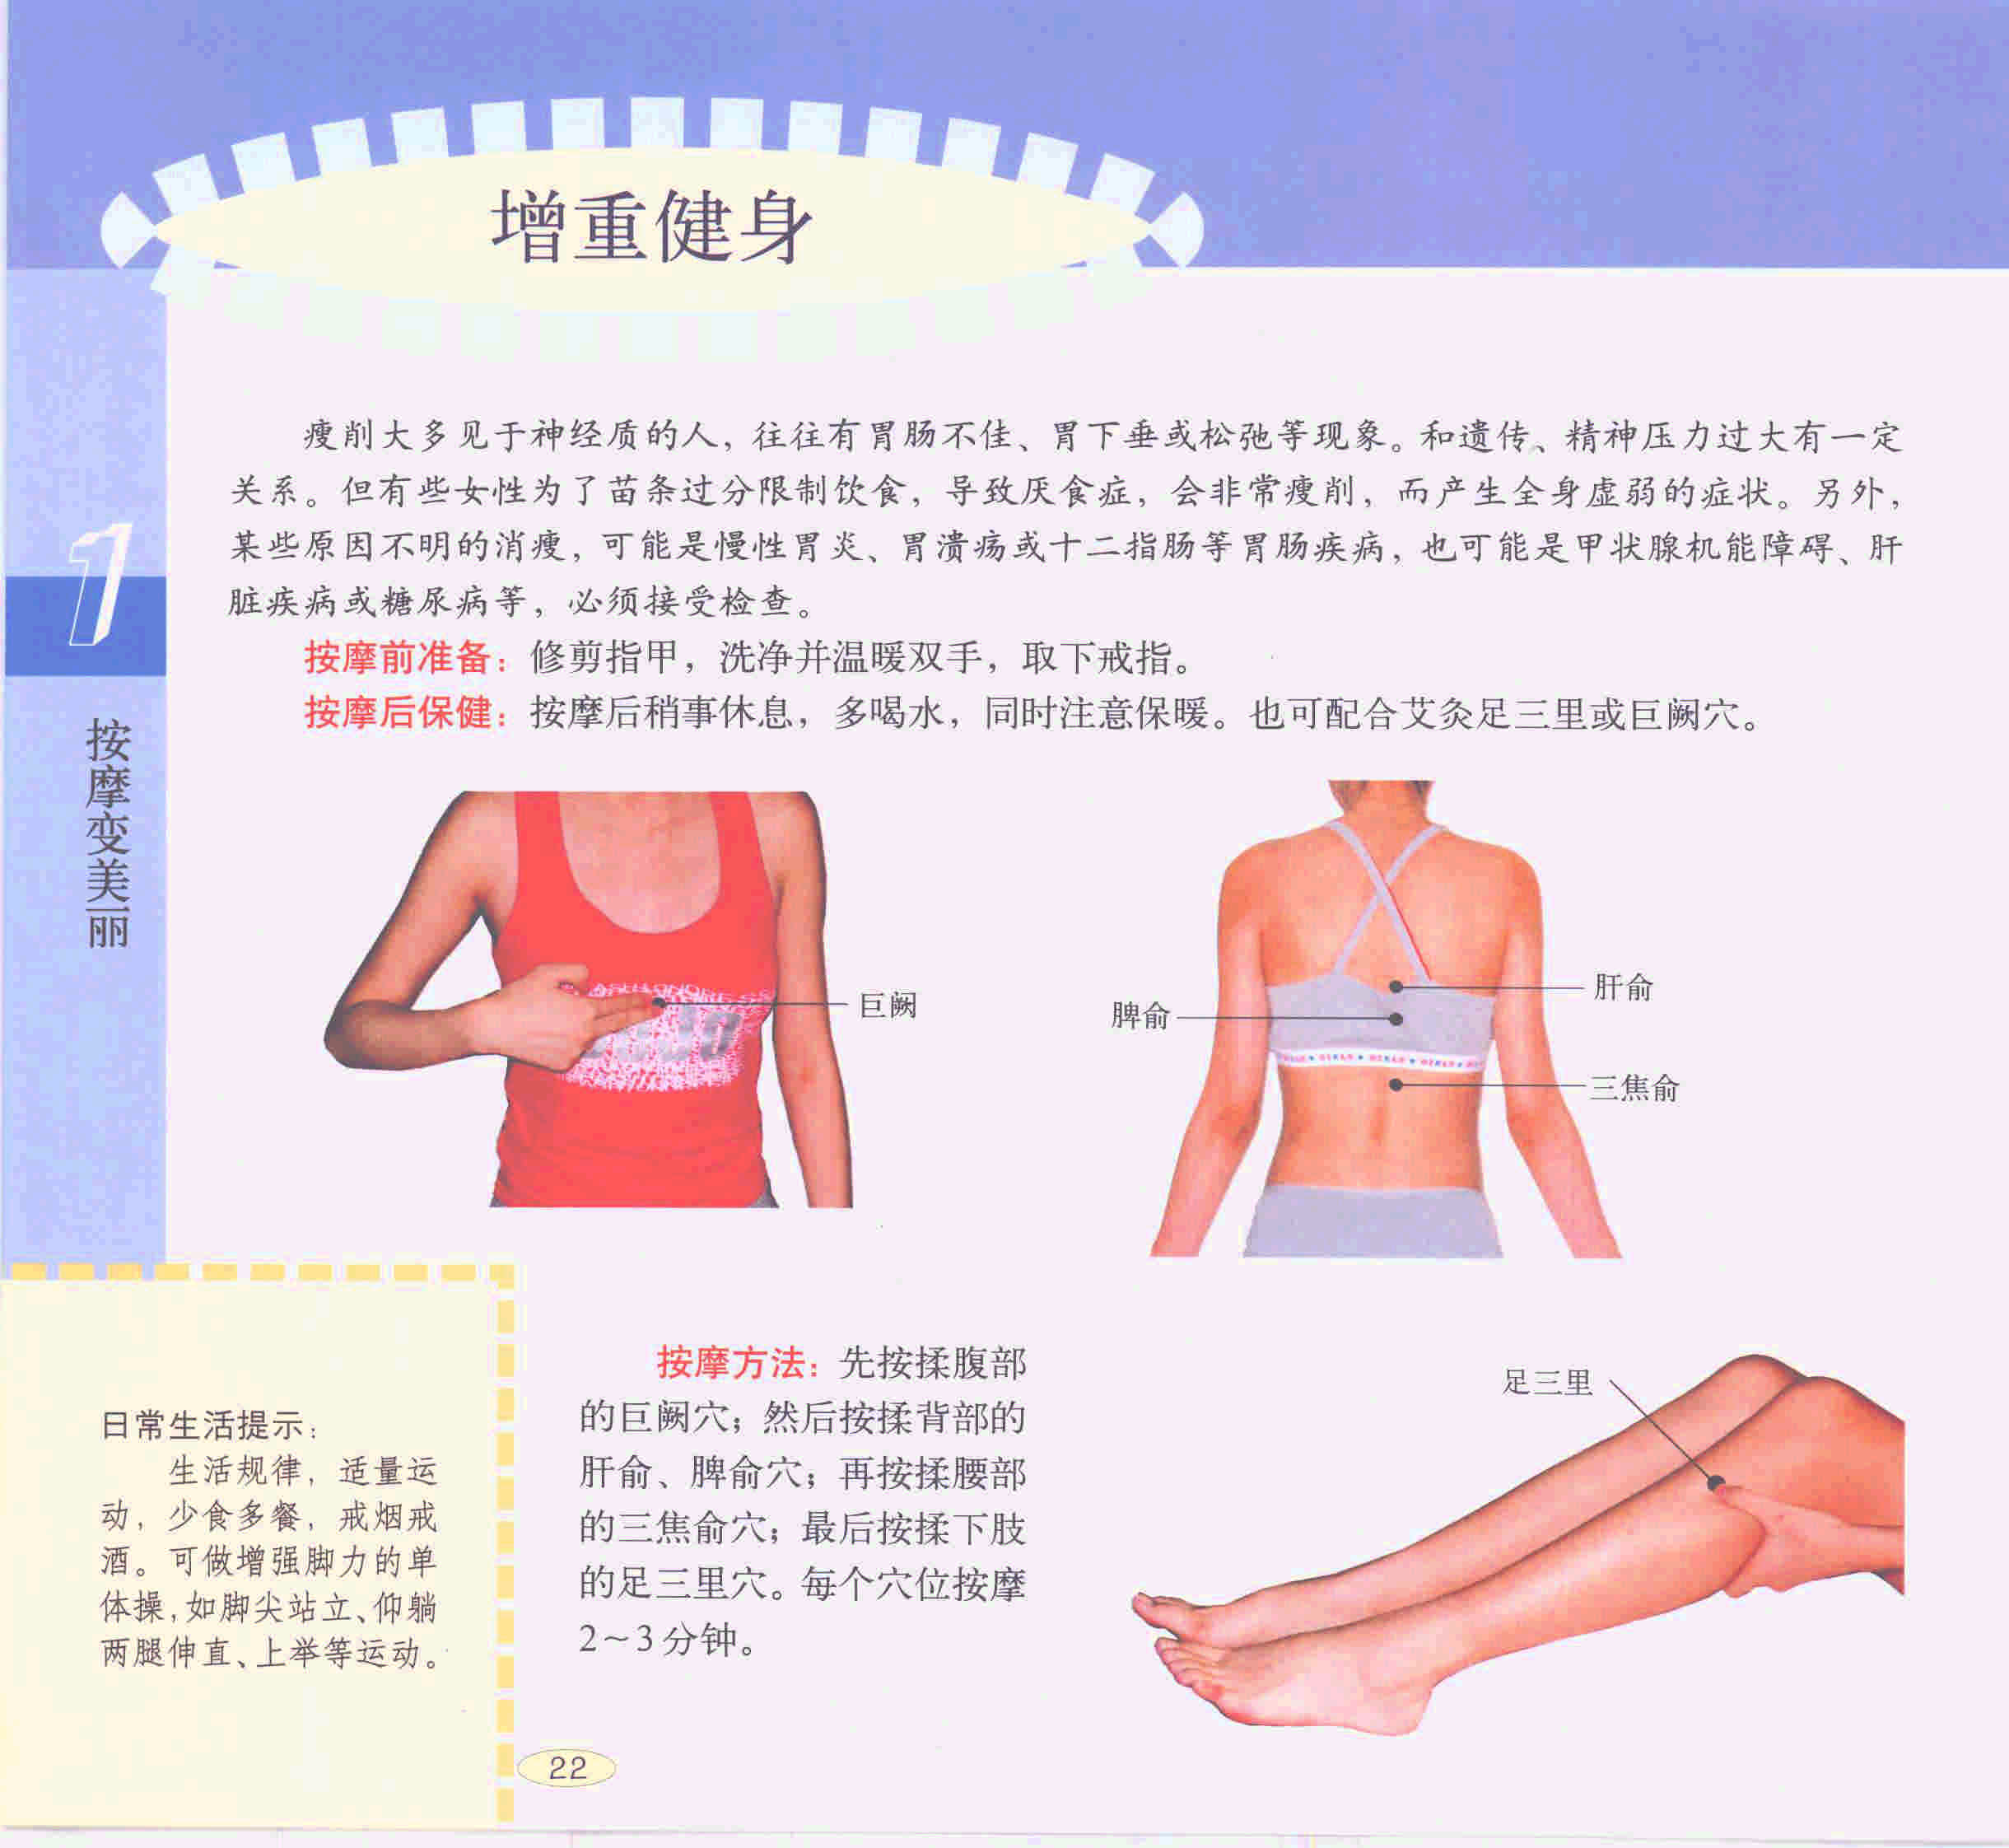 增重健身
瘦削大多见于神经质的人，往往有胃肠不佳、胃下垂或松弛等现象。和遗传、精神压力过大有一定
关系。但有些女性为了苗条过分限制饮食，导致厌食症，会非常瘦削，而产生全身虚弱的症状。另外，
某些原因不明的消瘦，可能是慢性胃炎、胃溃疡或十二指肠等胃肠疾病，也可能是甲状腺机能障碍、肝
脏疾病或糖尿病等，必须接受检查。
按摩前准备：修剪指甲，洗净并温暖双手，取下戒指。
按摩后保健：按摩后稍事休息，多喝水，同时注意保暖。也可配合艾灸足三里或巨阙穴。
1
按摩变美丽
巨阙
肝俞
脾俞
三焦俞
足三里
按摩方法：先按揉腹部
的巨阙穴；然后按揉背部的
肝俞、脾俞穴；再按揉腰部
的三焦俞穴；最后按揉下肢
的足三里穴。每个穴位按摩
2～3分钟。
日常生活提示：
生活规律，适量运
动，少食多餐，戒烟戒
酒。可做增强脚力的单
体操，如脚尖站立、仰躺
两腿伸直、上举等运动。
22